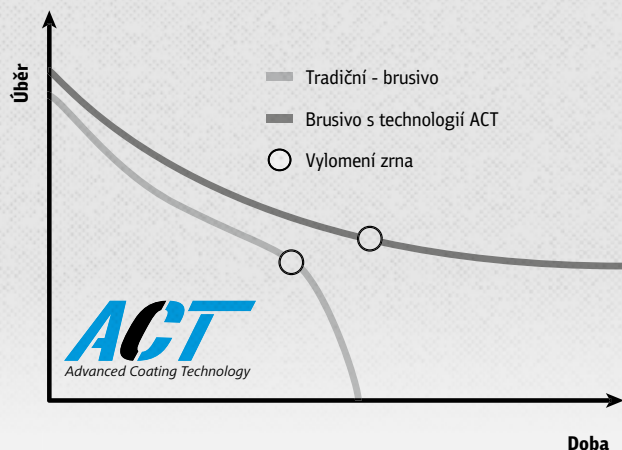 Úběr
Tradiční - brusivo
Brusivo s technologií ACT
Vylomení zrna
ACT
Advanced Coating Technology
Doba